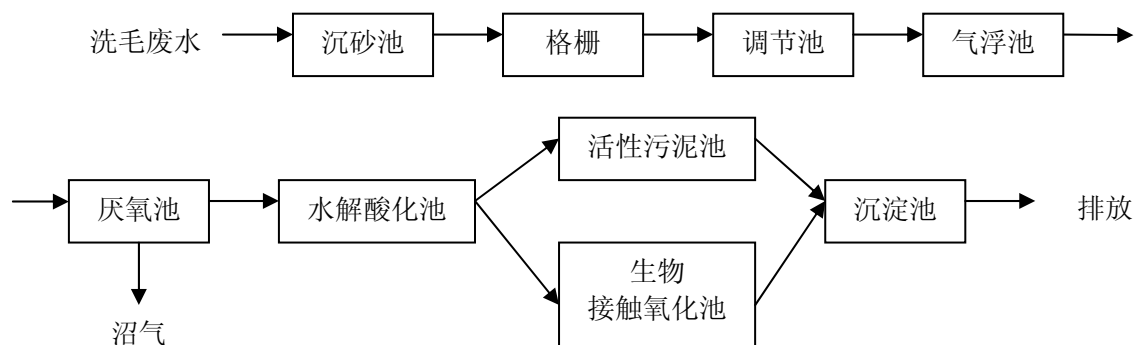 洗毛废水
沉砂池
格栅
调节池
气浮池
厌氧池
水解酸化池
活性污泥池
生物
接触氧化池
沉淀池
排放
沼气